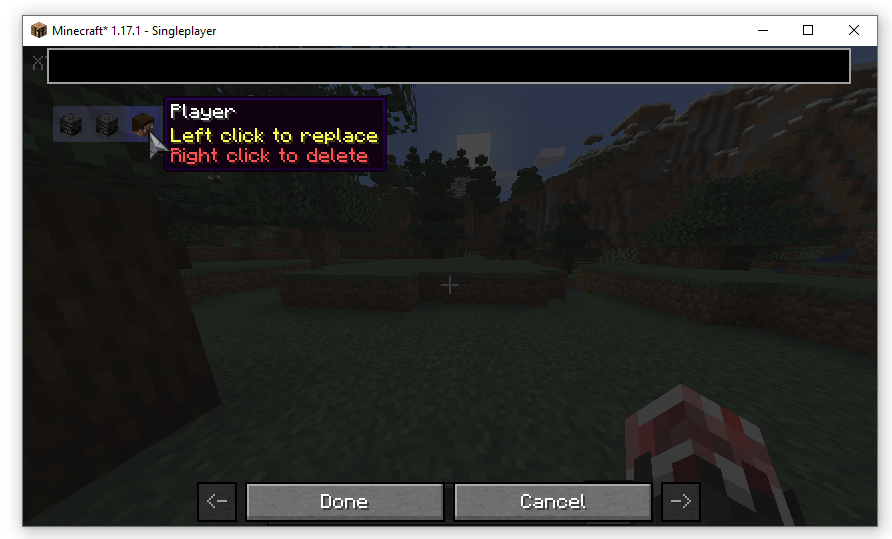 Minecraft* 1.17.1 - Singleplayer
Player
Left click to replace
Right click to delete
<- Done Cancel ->